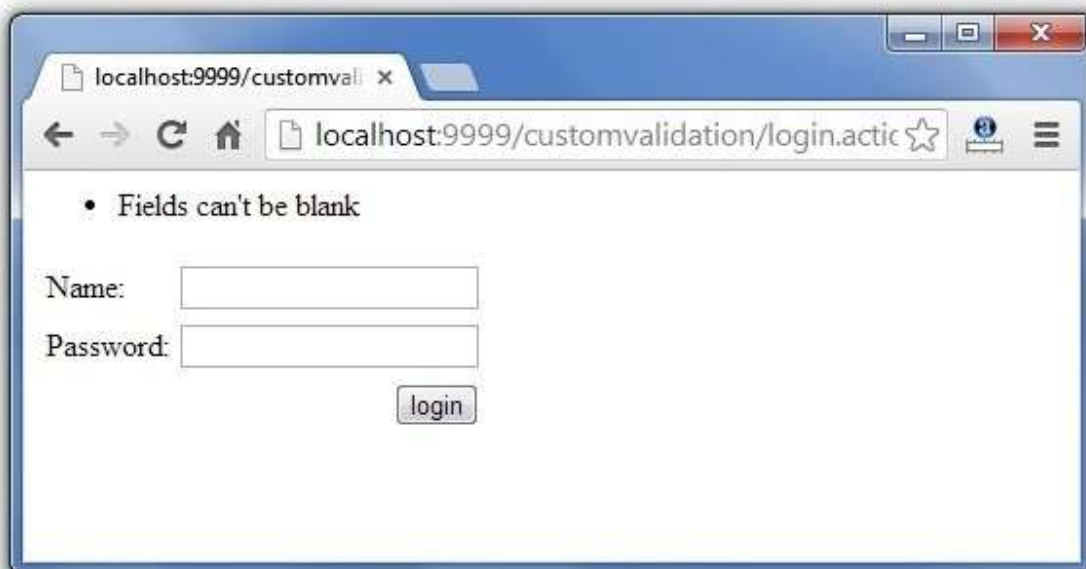 localhost:9999/customvali
localhost:9999/customvalidation/login.actic
Fields can't be blank
Name:
Password:
login